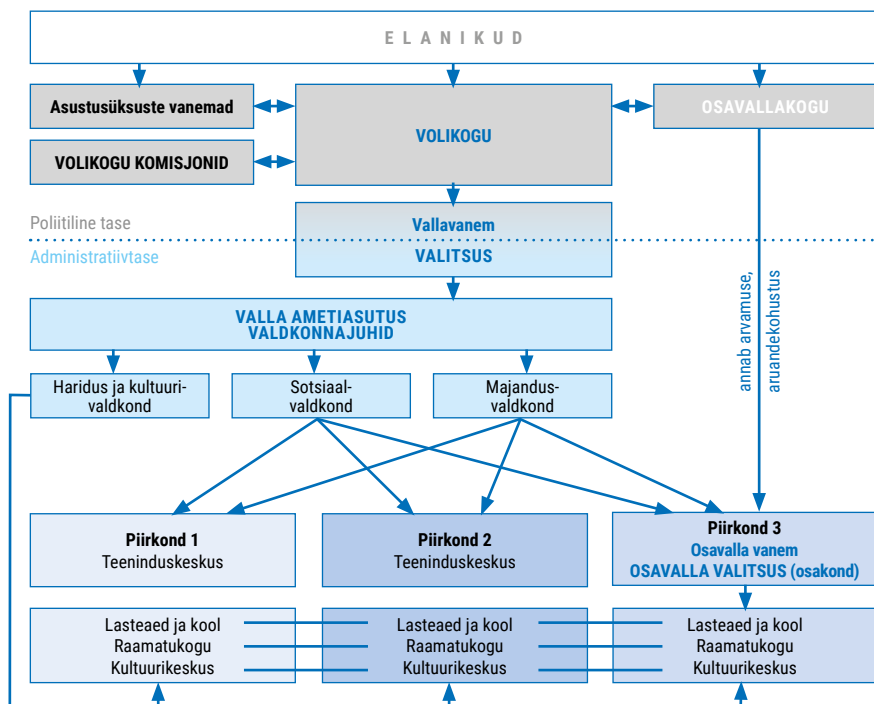 ELANIKUD
Asustusüksuste vanemad
VOLIKOGU
OSAVALLAKOGU
VOLIKOGU KOMISJONID
Poliitiline tase
Vallavanem
Administratiivtase
VALITSUS
annab arvamuse,
aruandekohustus
VALLA AMETIASUTUS
VALDKONNAJUHID
Haridus ja kultuuri-
valdkond
Sotsiaal-
valdkond
Majandus-
valdkond
Piirkond 1
Teeninduskeskus
Piirkond 2
Teeninduskeskus
Piirkond 3
Osavalla vanem
OSAVALLA VALITSUS (osakond)
Lasteaed ja kool
Raamatukogu
Kultuurikeskus
Lasteaed ja kool
Raamatukogu
Kultuurikeskus
Lasteaed ja kool
Raamatukogu
Kultuurikeskus